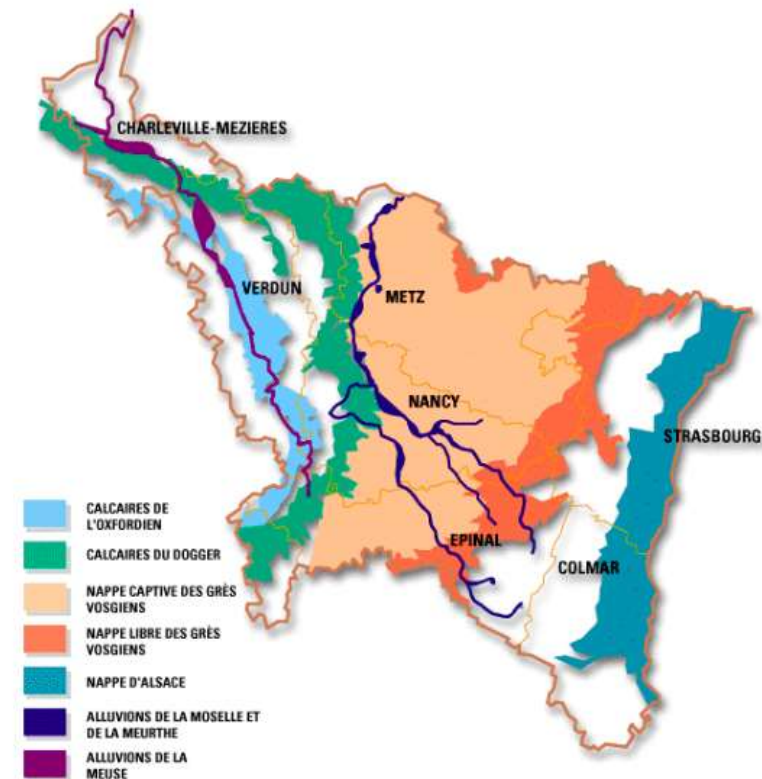 CHARLEVILLE-MEZIERES
VERDUN
METZ
NANCY
STRASBOURG
EPINAL
COLMAR
CALCAIRES DE
L'OXFORDIEN
CALCAIRES DU DOGGER
NAPPE CAPTIVE DES GRÈS
VOSGIENS
NAPPE LIBRE DES GRÈS
VOSGIENS
NAPPE D'ALSACE
ALLUVIONS DE LA MOSELLE ET
DE LA MEURTHE
ALLUVIONS DE LA
MEUSE